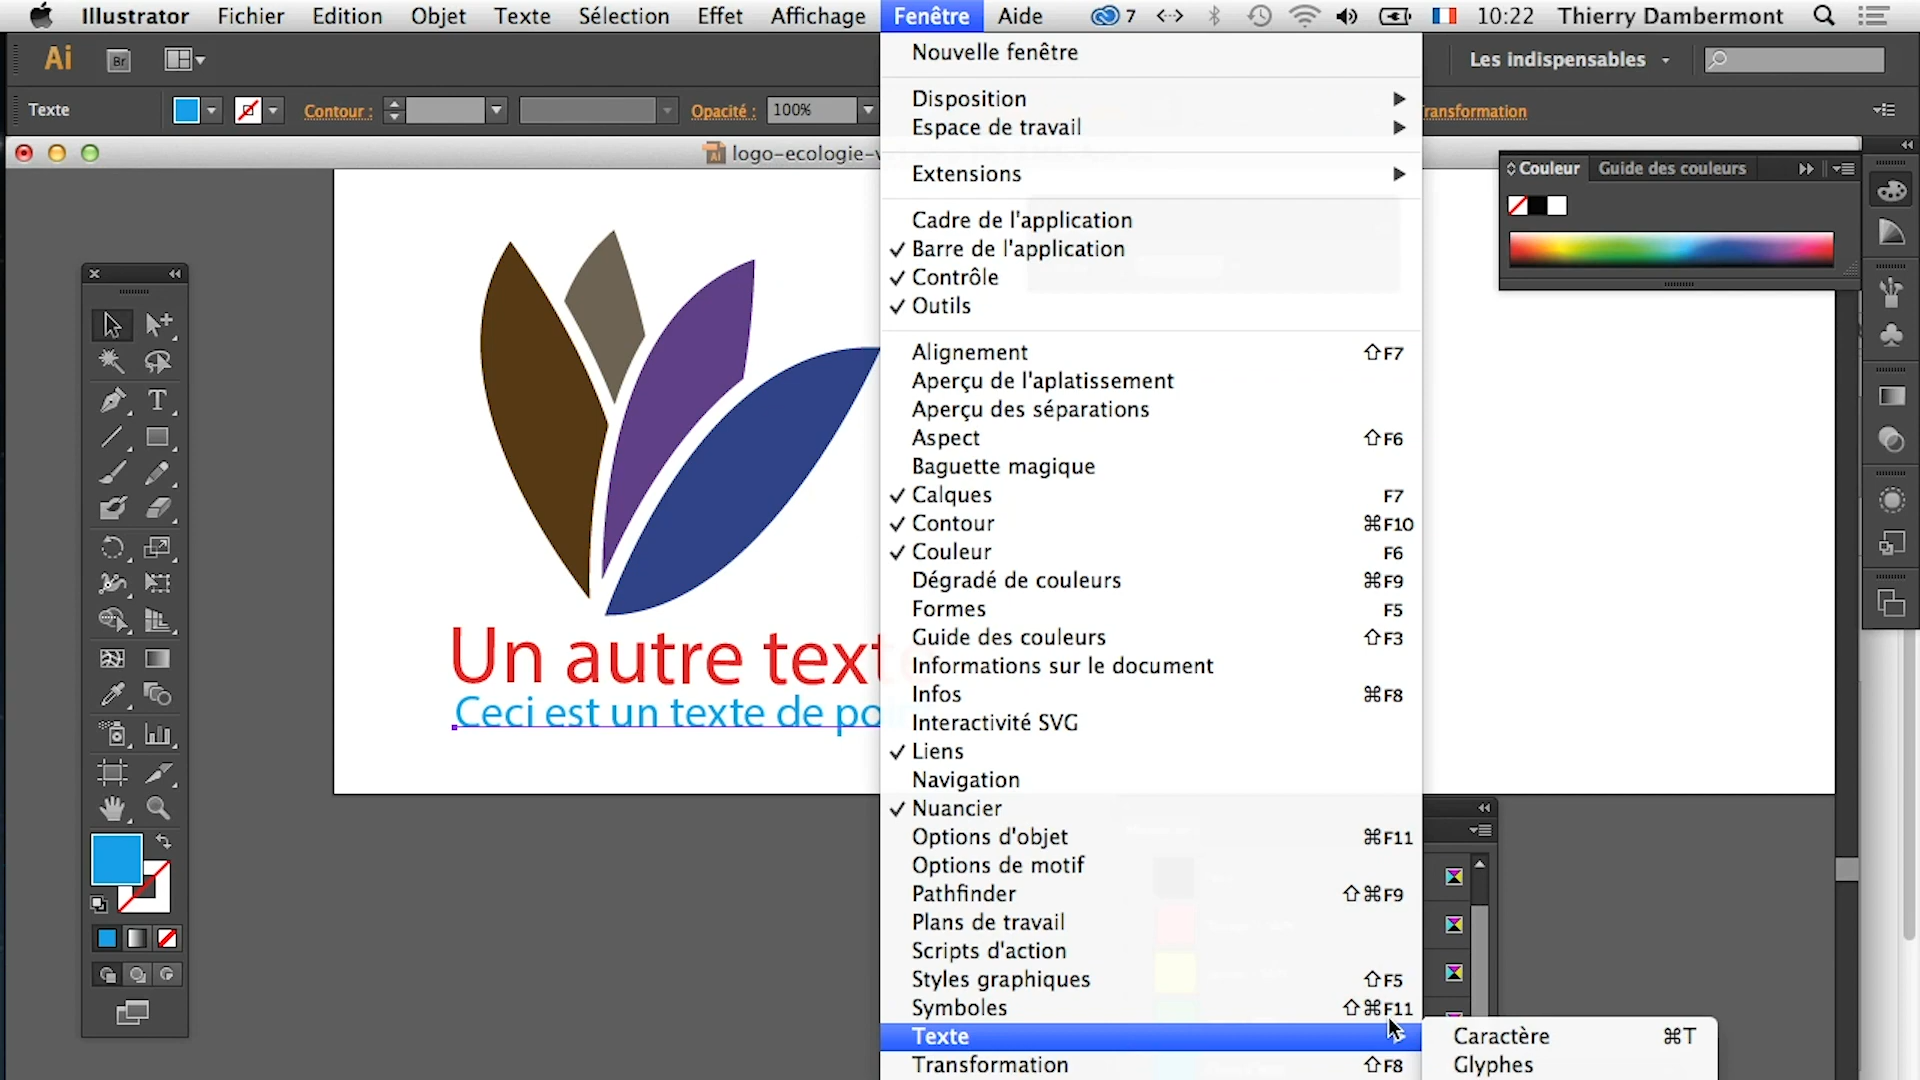 Illustrator Fichier Edition Objet Texte Sélection Effet Affichage Fenêtre Aide 7 10:22 Thierry Dambermont
Ai Br Les indispensables
Texte Contour : Opacité : 100% Transformation
logo-ecologie-
Couleur Guide des couleurs
Nouvelle fenêtre
Disposition
Espace de travail
Extensions
Cadre de l'application
Barre de l'application
Contrôle
Outils
Alignement ⇧F7
Aperçu de l'aplatissement
Aperçu des séparations
Aspect ⇧F6
Baguette magique
Calques F7
Contour ⌘F10
Couleur F6
Dégradé de couleurs ⌘F9
Formes F5
Guide des couleurs ⇧F3
Informations sur le document
Infos ⌘F8
Interactivité SVG
Liens
Navigation
Nuancier
Options d'objet ⌘F11
Options de motif
Pathfinder ⇧⌘F9
Plans de travail
Scripts d'action
Styles graphiques ⇧F5
Symboles ⇧⌘F11
Texte
Transformation ⇧F8
Caractère ⌘T
Glyphes
Un autre texte
Ceci est un texte de poin